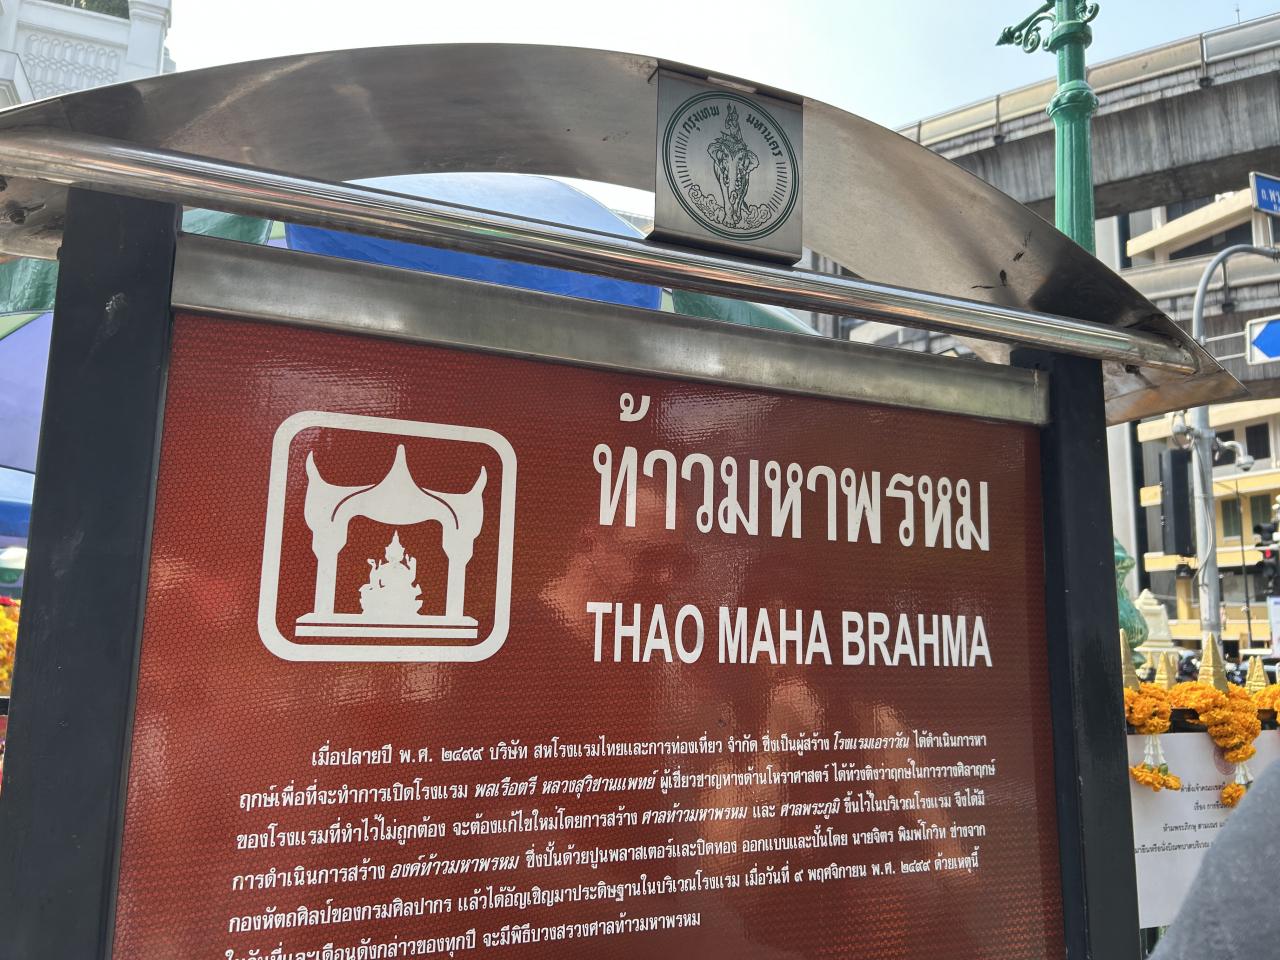 กรุงเทพ มหานคร
ท้าวมหาพรหม
THAO MAHA BRAHMA
เมื่อปลายปี พ.ศ. ๒๔๙๙ บริษัท สหโรงแรมไทยและการท่องเที่ยว จำกัด ซึ่งเป็นผู้สร้าง โรงแรมเอราวัณ ได้ดำเนินการหา
ฤกษ์เพื่อที่จะทำการเปิดโรงแรม พลเรือตรี หลวงสุวิชานแพทย์ ผู้เชี่ยวชาญทางด้านโหราศาสตร์ ได้ท้วงติงว่าฤกษ์ในการวางศิลาฤกษ์
ของโรงแรมที่ทำไว้ไม่ถูกต้อง จะต้องแก้ไขใหม่โดยการสร้าง ศาลท้าวมหาพรหม และ ศาลพระภูมิ ขึ้นไว้ในบริเวณโรงแรม จึงได้มี
การดำเนินการสร้าง องค์ท้าวมหาพรหม ซึ่งปั้นด้วยปูนพลาสเตอร์และปิดทอง ออกแบบและปั้นโดย นายจิตร พิมพ์โกวิท ช่างจาก
กองหัตถศิลป์ของกรมศิลปากร แล้วได้อัญเชิญมาประดิษฐานในบริเวณโรงแรม เมื่อวันที่ ๙ พฤศจิกายน พ.ศ. ๒๔๙๙ ด้วยเหตุนี้
ในวันที่และเดือนดังกล่าวของทุกปี จะมีพิธีบวงสรวงศาลท้าวมหาพรหม